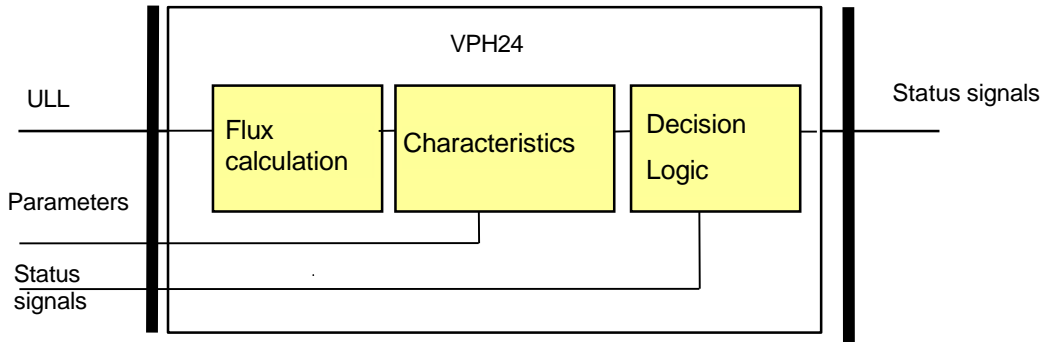 VPH24
ULL
Status signals
Flux
calculation
Characteristics
Decision
Logic
Parameters
Status
signals